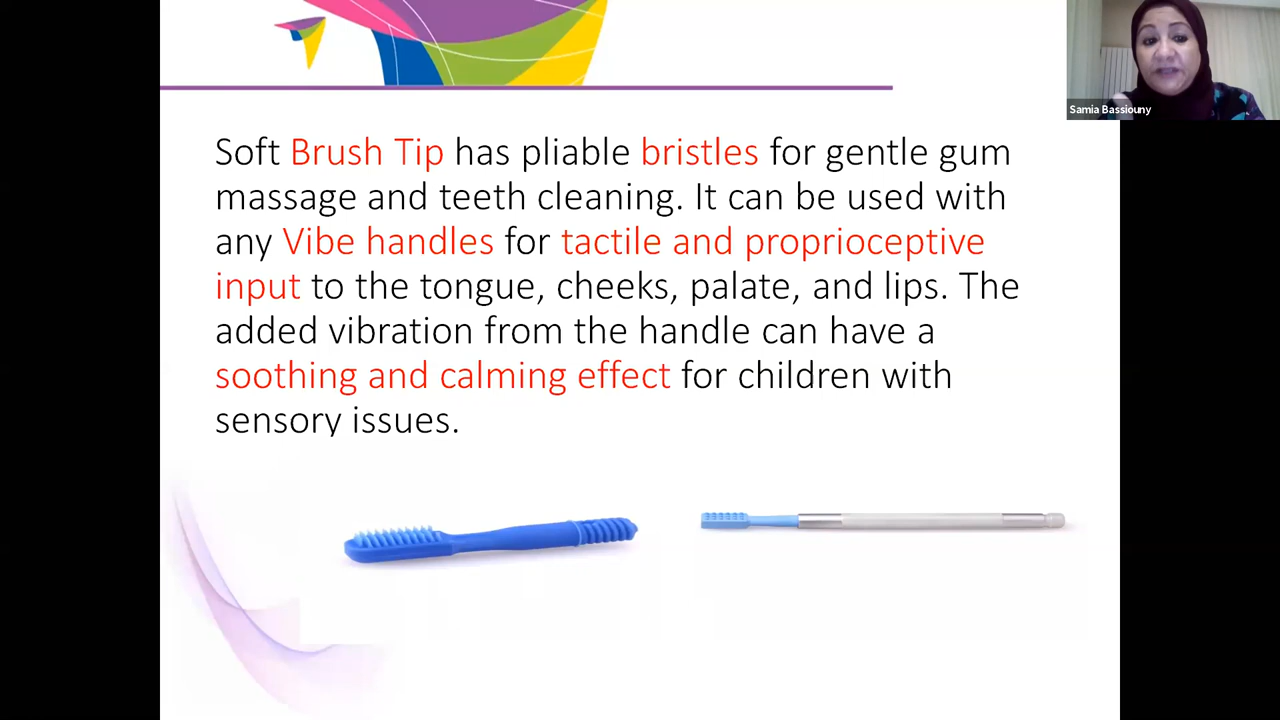 Samia Bassiouny
Soft Brush Tip has pliable bristles for gentle gum
massage and teeth cleaning. It can be used with
any Vibe handles for tactile and proprioceptive
input to the tongue, cheeks, palate, and lips. The
added vibration from the handle can have a
soothing and calming effect for children with
sensory issues.